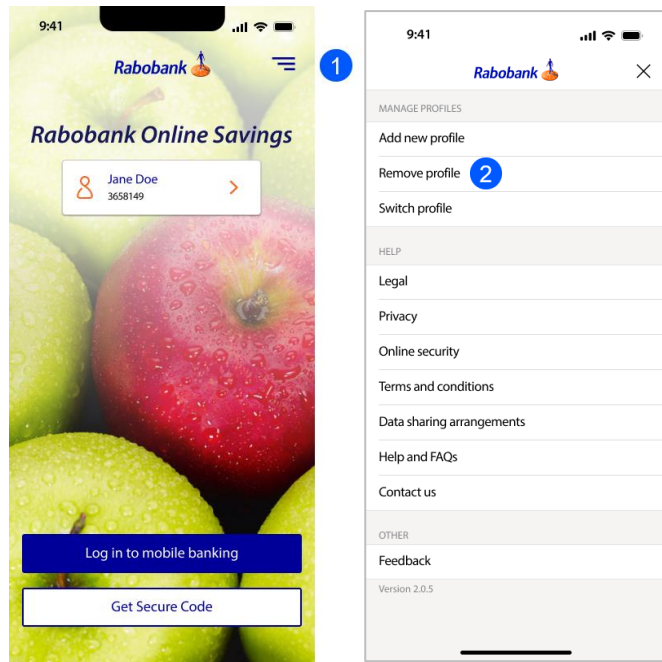 9:41
Rabobank
1
Rabobank Online Savings
Jane Doe
3658149
Log in to mobile banking
Get Secure Code
9:41
Rabobank
MANAGE PROFILES
Add new profile
Remove profile 2
Switch profile
HELP
Legal
Privacy
Online security
Terms and conditions
Data sharing arrangements
Help and FAQs
Contact us
OTHER
Feedback
Version 2.0.5